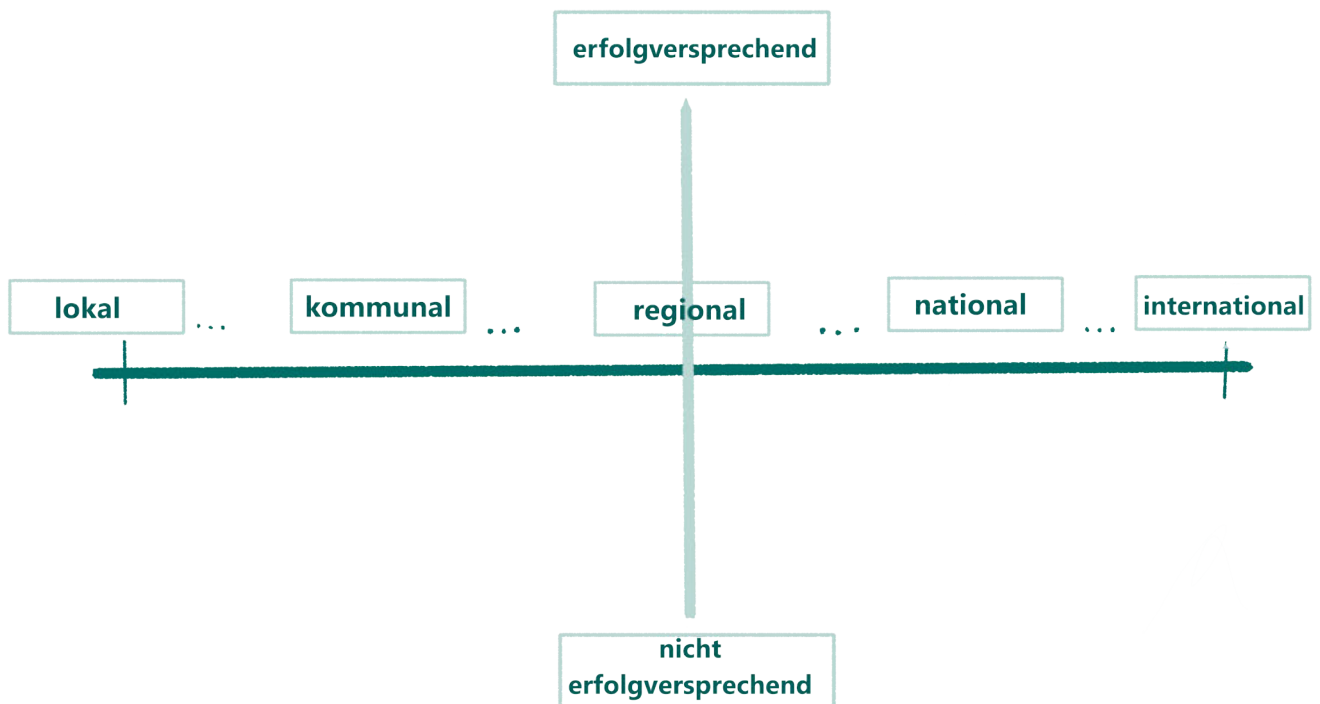 erfolgversprechend
lokal
...
kommunal
...
regional
...
national
...
international
nicht
erfolgversprechend